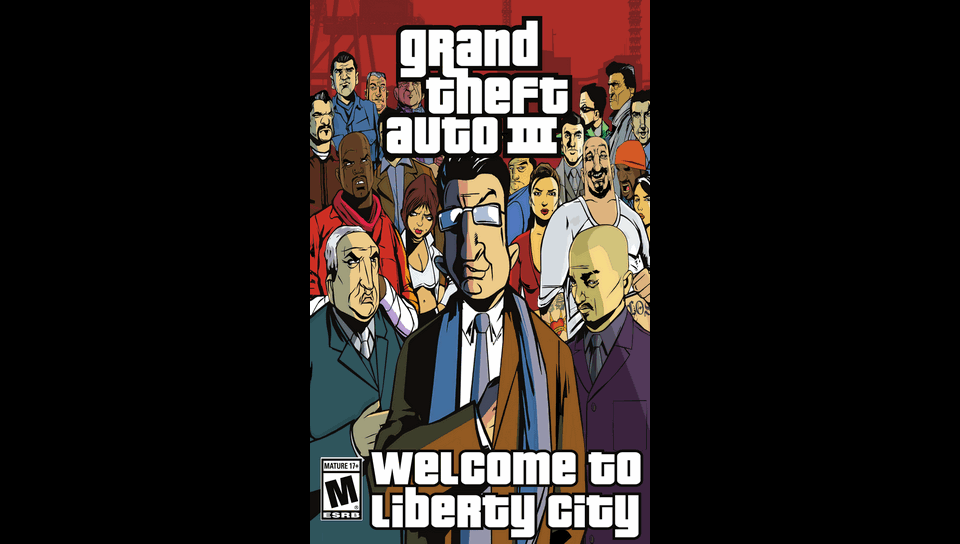 grand
theft
auto III
WELCOME TO
LIBERTY CITY
MATURE 17+
M
®
ESRB